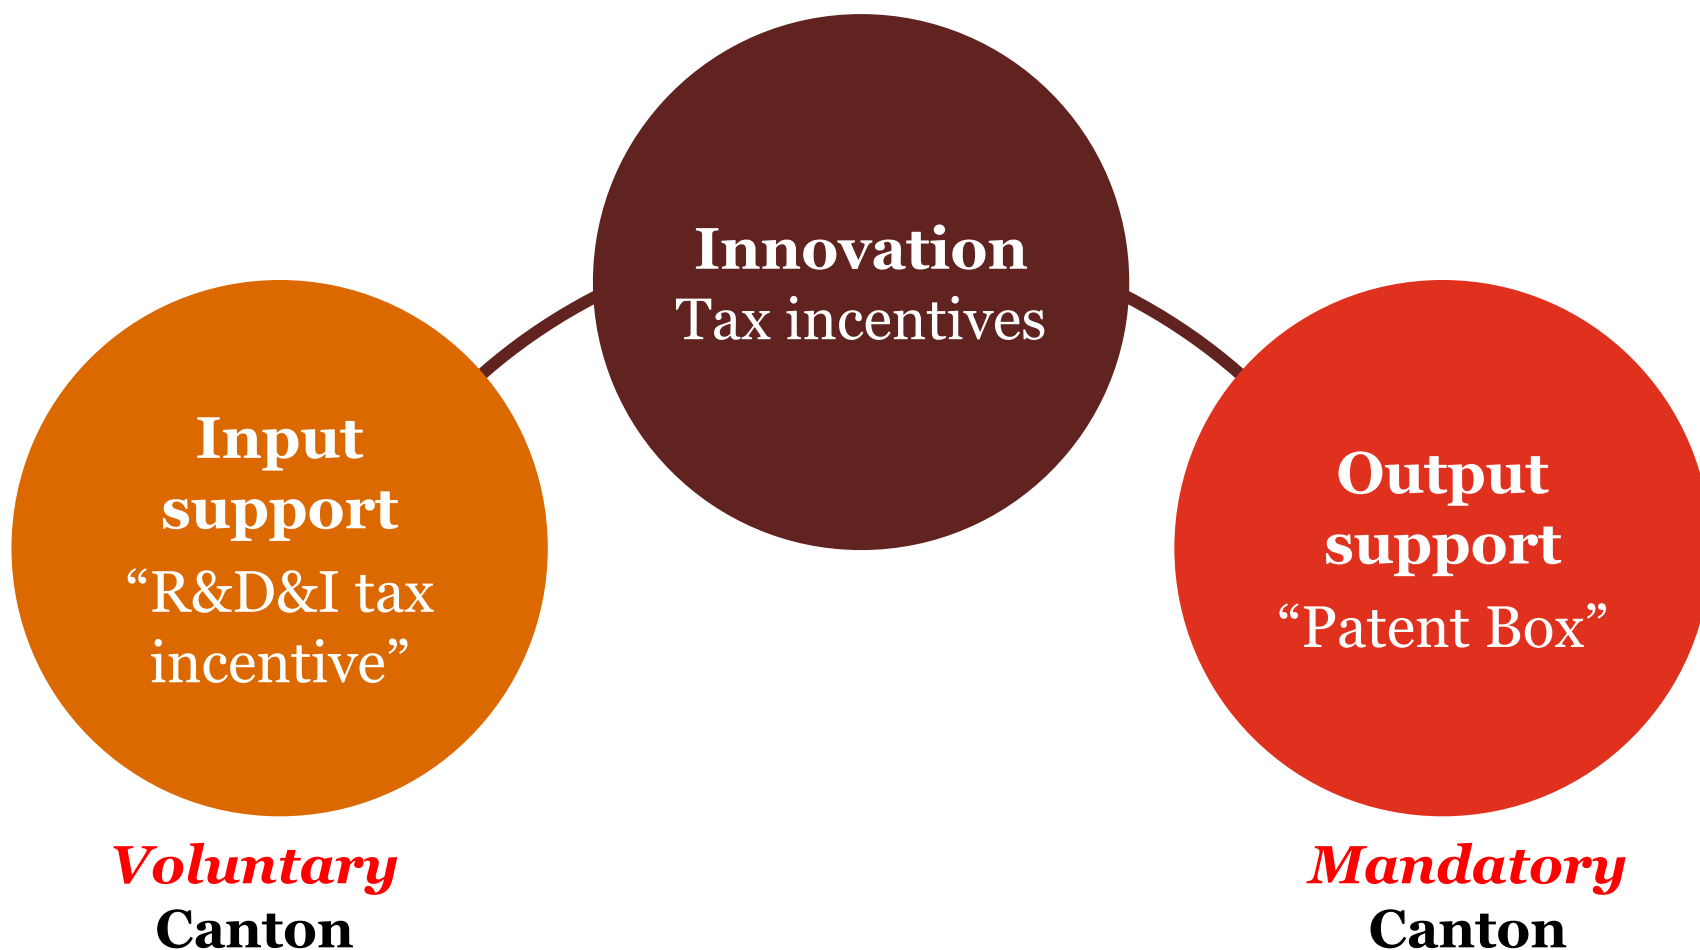 Innovation
Tax incentives
Input
support
“R&D&I tax
incentive”
Voluntary
Canton
Output
support
“Patent Box”
Mandatory
Canton